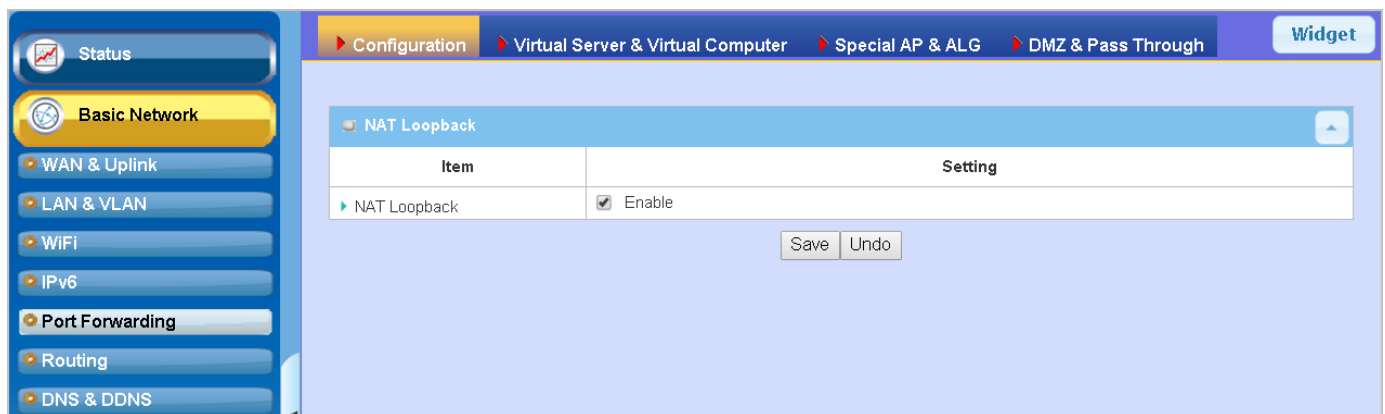 Status
Basic Network
WAN & Uplink
LAN & VLAN
WiFi
IPv6
Port Forwarding
Routing
DNS & DDNS
Configuration Virtual Server & Virtual Computer Special AP & ALG DMZ & Pass Through Widget
NAT Loopback
Item Setting
NAT Loopback Enable
Save Undo